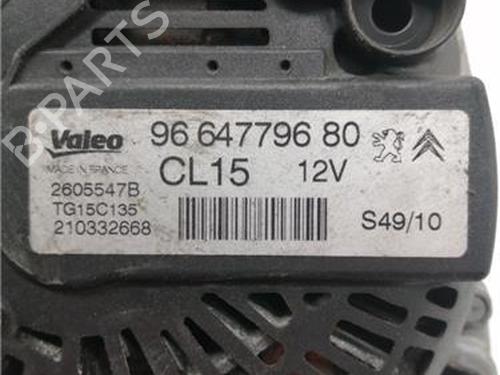 B-PARTS
Valeo
96 647796 80
MADE IN FRANCE
CL15 12V
2605547B
TG15C135
210332668
S49/10